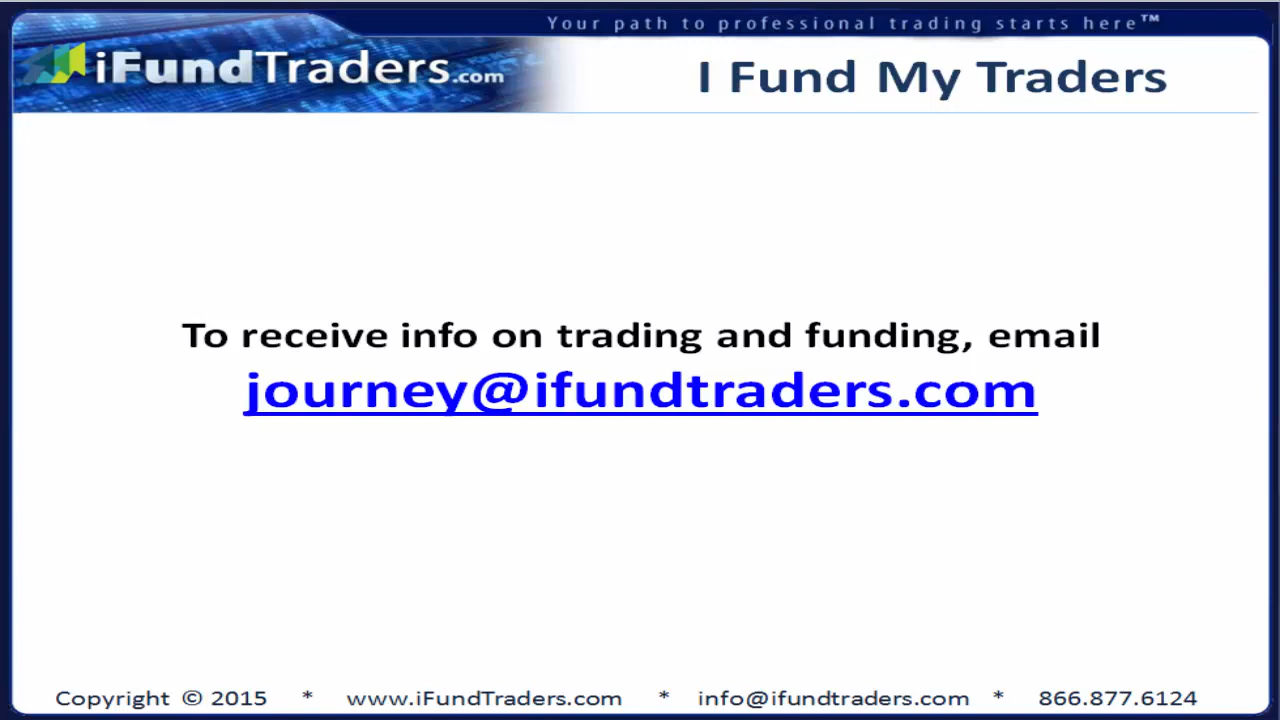 Your path to professional trading starts here™
iFundTraders.com
I Fund My Traders
To receive info on trading and funding, email
journey@ifundtraders.com
Copyright © 2015 * www.iFundTraders.com * info@ifundtraders.com * 866.877.6124